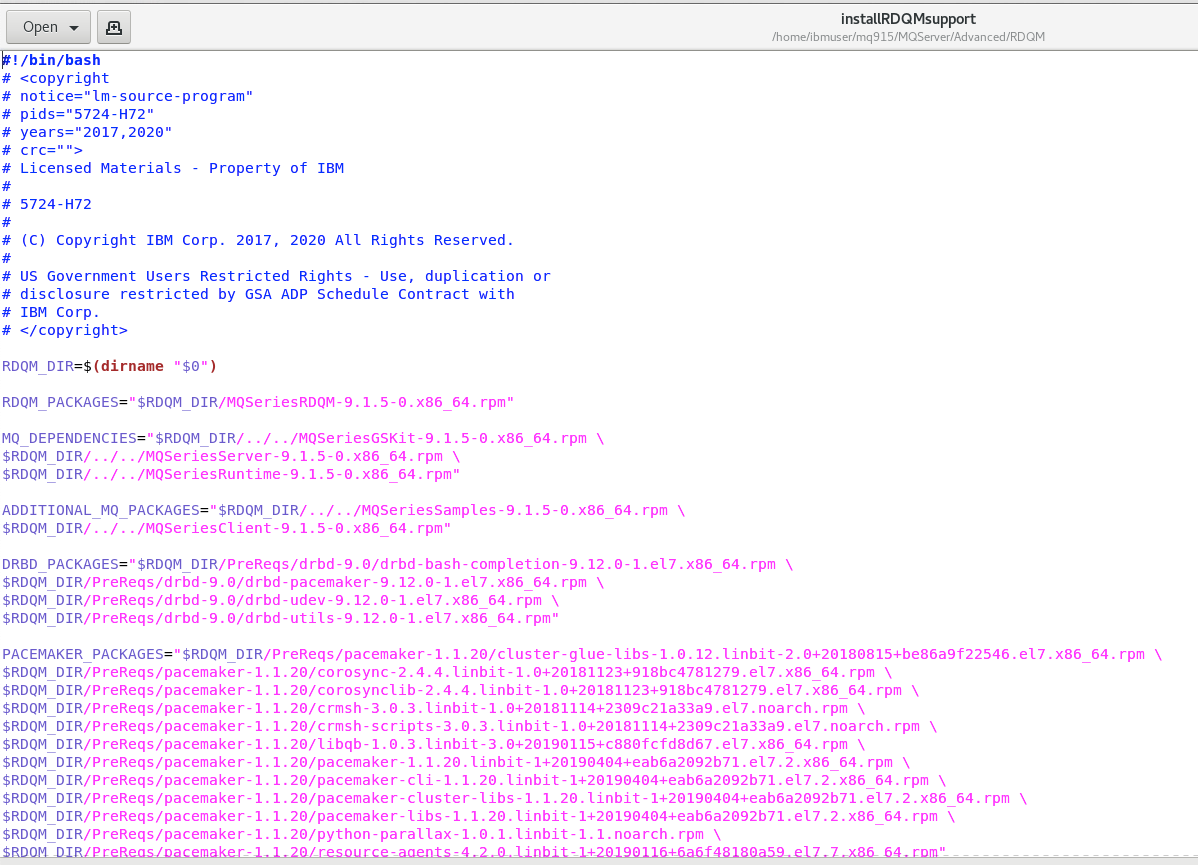 Open
installRDQMsupport
/home/ibmuser/mq915/MQServer/Advanced/RDQM
#!/bin/bash
# <copyright
# notice="lm-source-program"
# pids="5724-H72"
# years="2017,2020"
# crc="">
# Licensed Materials - Property of IBM
#
# 5724-H72
#
# (C) Copyright IBM Corp. 2017, 2020 All Rights Reserved.
#
# US Government Users Restricted Rights - Use, duplication or
# disclosure restricted by GSA ADP Schedule Contract with
# IBM Corp.
# </copyright>
RDQM_DIR=$(dirname "$0")
RDQM_PACKAGES="$RDQM_DIR/MQSeriesRDQM-9.1.5-0.x86_64.rpm"
MQ_DEPENDENCIES="$RDQM_DIR/../../MQSeriesGSKit-9.1.5-0.x86_64.rpm \
$RDQM_DIR/../../MQSeriesServer-9.1.5-0.x86_64.rpm \
$RDQM_DIR/../../MQSeriesRuntime-9.1.5-0.x86_64.rpm"
ADDITIONAL_MQ_PACKAGES="$RDQM_DIR/../../MQSeriesSamples-9.1.5-0.x86_64.rpm \
$RDQM_DIR/../../MQSeriesClient-9.1.5-0.x86_64.rpm"
DRBD_PACKAGES="$RDQM_DIR/PreReqs/drbd-9.0/drbd-bash-completion-9.12.0-1.el7.x86_64.rpm \
$RDQM_DIR/PreReqs/drbd-9.0/drbd-pacemaker-9.12.0-1.el7.x86_64.rpm \
$RDQM_DIR/PreReqs/drbd-9.0/drbd-udev-9.12.0-1.el7.x86_64.rpm \
$RDQM_DIR/PreReqs/drbd-9.0/drbd-utils-9.12.0-1.el7.x86_64.rpm"
PACEMAKER_PACKAGES="$RDQM_DIR/PreReqs/pacemaker-1.1.20/cluster-glue-libs-1.0.12.linbit-2.0+20180815+be86a9f22546.el7.x86_64.rpm \
$RDQM_DIR/PreReqs/pacemaker-1.1.20/corosync-2.4.4.linbit-1.0+20181123+918bc4781279.el7.x86_64.rpm \
$RDQM_DIR/PreReqs/pacemaker-1.1.20/corosynclib-2.4.4.linbit-1.0+20181123+918bc4781279.el7.x86_64.rpm \
$RDQM_DIR/PreReqs/pacemaker-1.1.20/crmsh-3.0.3.linbit-1.0+20181114+2309c21a33a9.el7.noarch.rpm \
$RDQM_DIR/PreReqs/pacemaker-1.1.20/crmsh-scripts-3.0.3.linbit-1.0+20181114+2309c21a33a9.el7.noarch.rpm \
$RDQM_DIR/PreReqs/pacemaker-1.1.20/libqb-1.0.3.linbit-3.0+20190115+c880fcfd8d67.el7.x86_64.rpm \
$RDQM_DIR/PreReqs/pacemaker-1.1.20/pacemaker-1.1.20.linbit-1+20190404+eab6a2092b71.el7.2.x86_64.rpm \
$RDQM_DIR/PreReqs/pacemaker-1.1.20/pacemaker-cli-1.1.20.linbit-1+20190404+eab6a2092b71.el7.2.x86_64.rpm \
$RDQM_DIR/PreReqs/pacemaker-1.1.20/pacemaker-cluster-libs-1.1.20.linbit-1+20190404+eab6a2092b71.el7.2.x86_64.rpm \
$RDQM_DIR/PreReqs/pacemaker-1.1.20/pacemaker-libs-1.1.20.linbit-1+20190404+eab6a2092b71.el7.2.x86_64.rpm \
$RDQM_DIR/PreReqs/pacemaker-1.1.20/python-parallax-1.0.1.linbit-1.1.noarch.rpm \
$RDQM_DIR/PreReqs/pacemaker-1.1.20/resource-agents-4.2.0.linbit-1+20190116+6a6f48180a59.el7.7.x86_64.rpm"